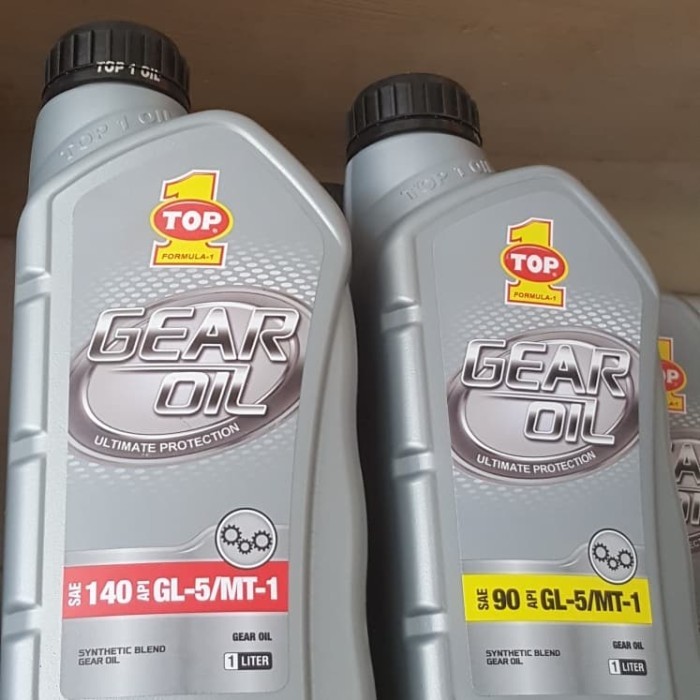 TOP 1 OIL
TOP 1 OIL
1
TOP®
FORMULA-1
GEAR
OIL
ULTIMATE PROTECTION
SAE 140 API GL-5/MT-1
SYNTHETIC BLEND
GEAR OIL
GEAR OIL
1 LITER
TOP 1 OIL
1
TOP®
FORMULA-1
GEAR
OIL
ULTIMATE PROTECTION
SAE 90 API GL-5/MT-1
SYNTHETIC BLEND
GEAR OIL
GEAR OIL
1 LITER
TOP